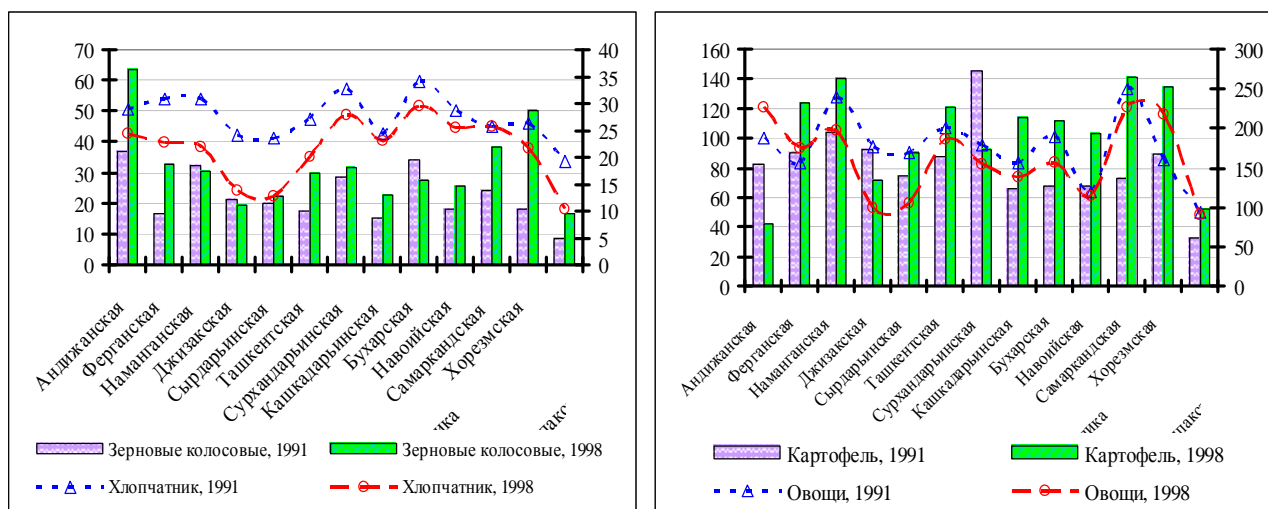 70
60
50
40
30
20
10
0
40
35
30
25
20
15
10
5
0
Андижанская
Ферганская
Наманганская
Джизакская
Сырдарьинская
Ташкентская
Сурхандарьинская
Кашкадарьинская
Бухарская
Навоийская
Самаркандская
Хорезмская
Зерновые колосовые, 1991
Зерновые колосовые, 1998
Хлопчатник, 1991
Хлопчатник, 1998
160
140
120
100
80
60
40
20
0
300
250
200
150
100
50
0
Андижанская
Ферганская
Наманганская
Джизакская
Сырдарьинская
Ташкентская
Сурхандарьинская
Кашкадарьинская
Бухарская
Навоийская
Самаркандская
Хорезмская
Картофель, 1991
Картофель, 1998
Овощи, 1991
Овощи, 1998